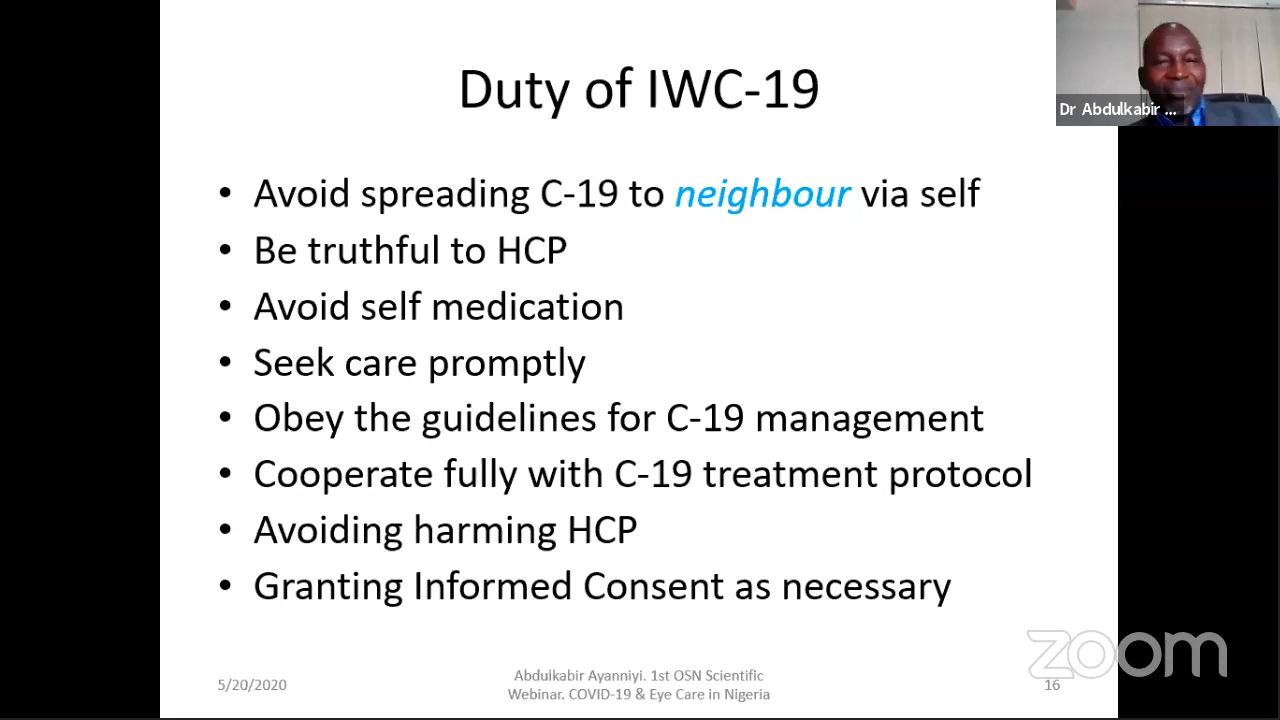 Duty of IWC-19
Dr Abdulkabir ...
• Avoid spreading C-19 to neighbour via self
• Be truthful to HCP
• Avoid self medication
• Seek care promptly
• Obey the guidelines for C-19 management
• Cooperate fully with C-19 treatment protocol
• Avoiding harming HCP
• Granting Informed Consent as necessary
zoom
5/20/2020
Abdulkabir Ayanniyi. 1st OSN Scientific
Webinar. COVID-19 & Eye Care in Nigeria
16